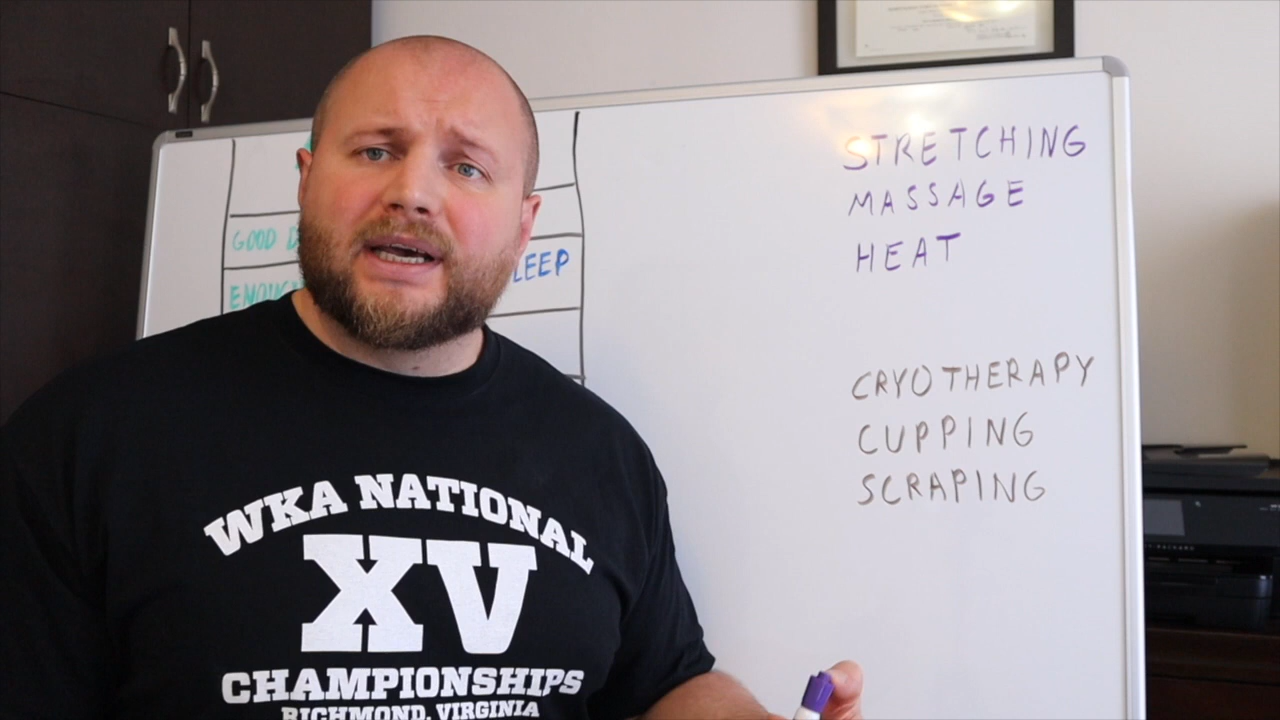 STRETCHING
MASSAGE
HEAT
GOOD
LEEP
CRYOTHERAPY
CUPPING
SCRAPING
WKA NATIONAL
XV
CHAMPIONSHIPS
RICHMOND, VIRGINIA